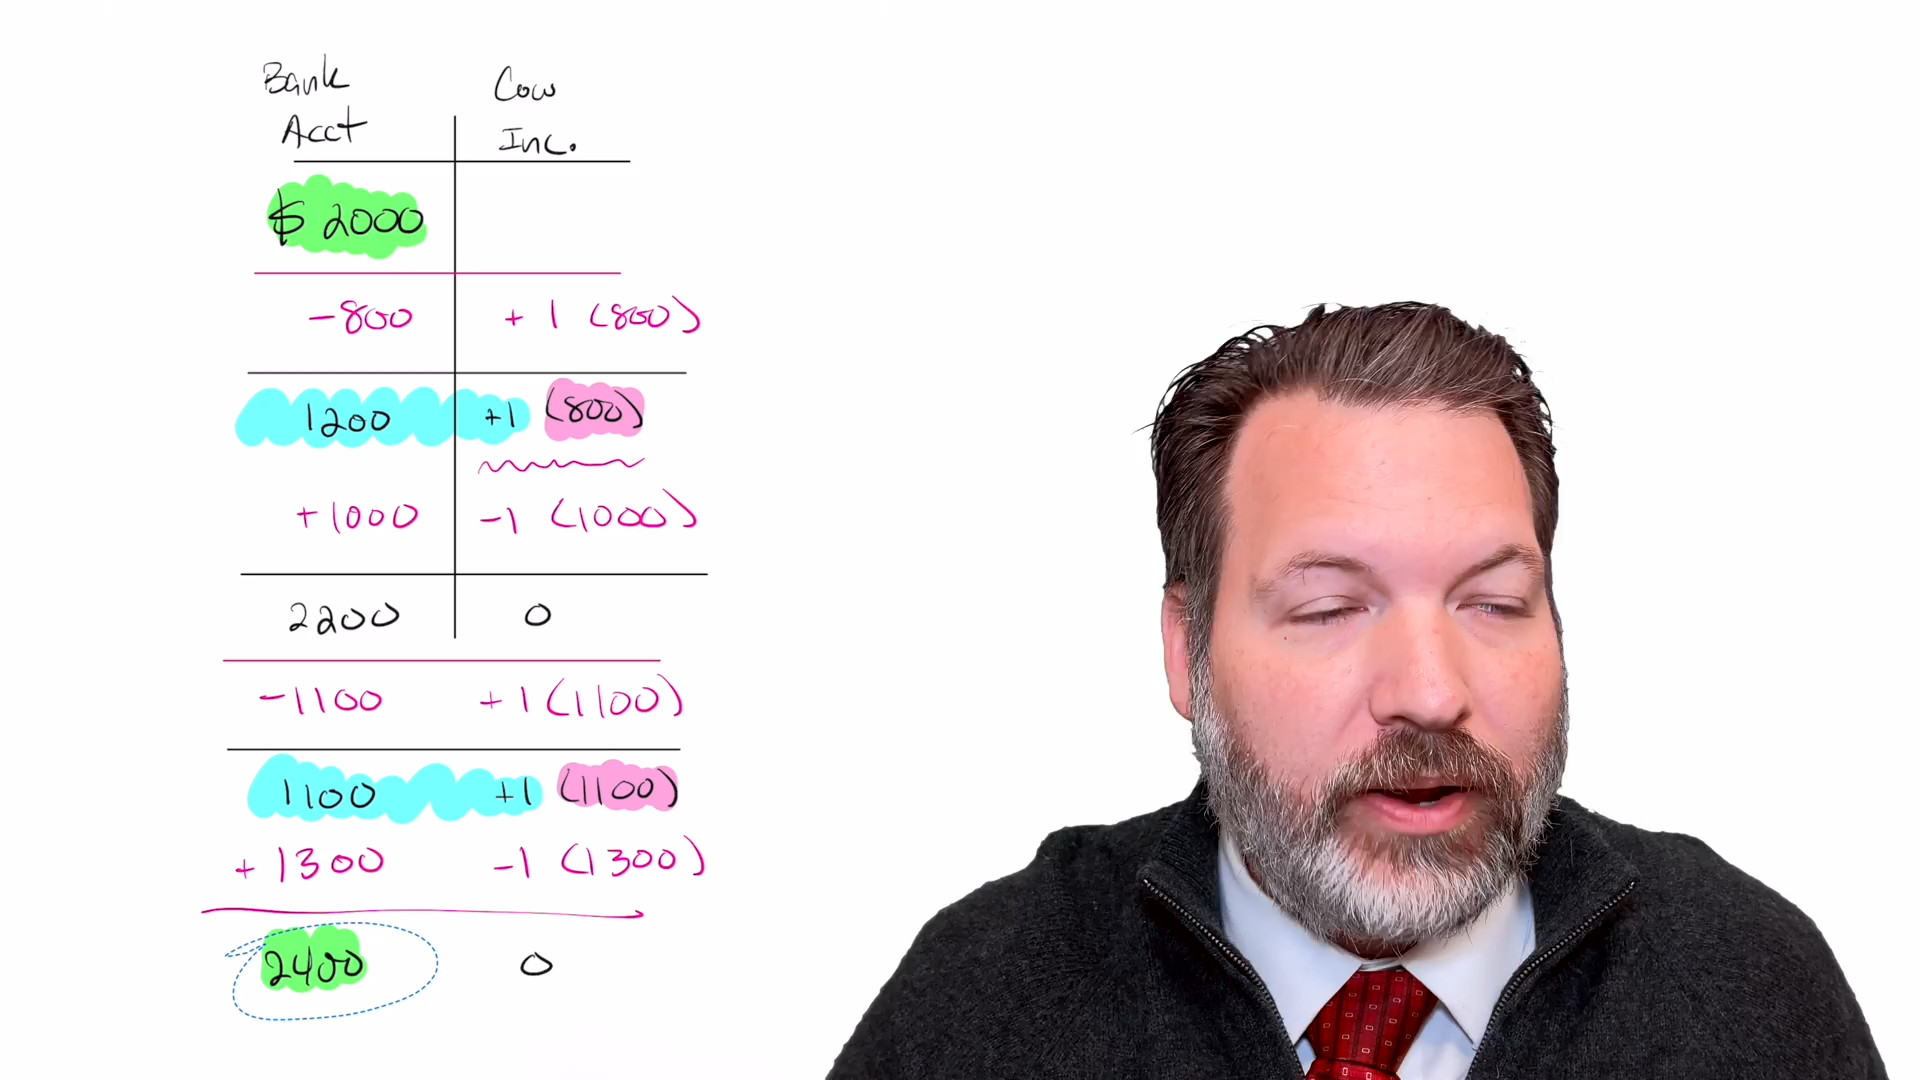 Bank Acct
Cow Inc.
$ 2000
-800 +1 (800)
1200 +1 (800)
+1000 -1 (1000)
2200 0
-1100 +1 (1100)
1100 +1 (1100)
+1300 -1 (1300)
2400 0